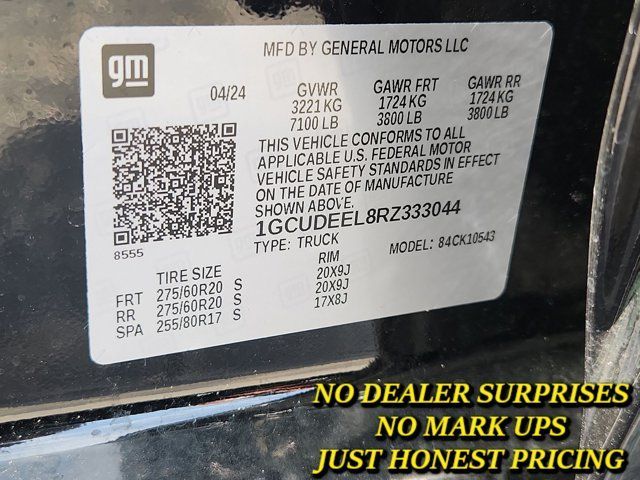 gm
MFD BY GENERAL MOTORS LLC
04/24 GVWR GAWR FRT GAWR RR
3221 KG 1724 KG 1724 KG
7100 LB 3800 LB 3800 LB
THIS VEHICLE CONFORMS TO ALL
APPLICABLE U.S. FEDERAL MOTOR
VEHICLE SAFETY STANDARDS IN EFFECT
ON THE DATE OF MANUFACTURE
SHOWN ABOVE.
1GCUDEEL8RZ333044
8555
TYPE: TRUCK MODEL: 84CK10543
TIRE SIZE RIM
FRT 275/60R20 S 20X9J
RR 275/60R20 S 20X9J
SPA 255/80R17 S 17X8J
NO DEALER SURPRISES
NO MARK UPS
JUST HONEST PRICING